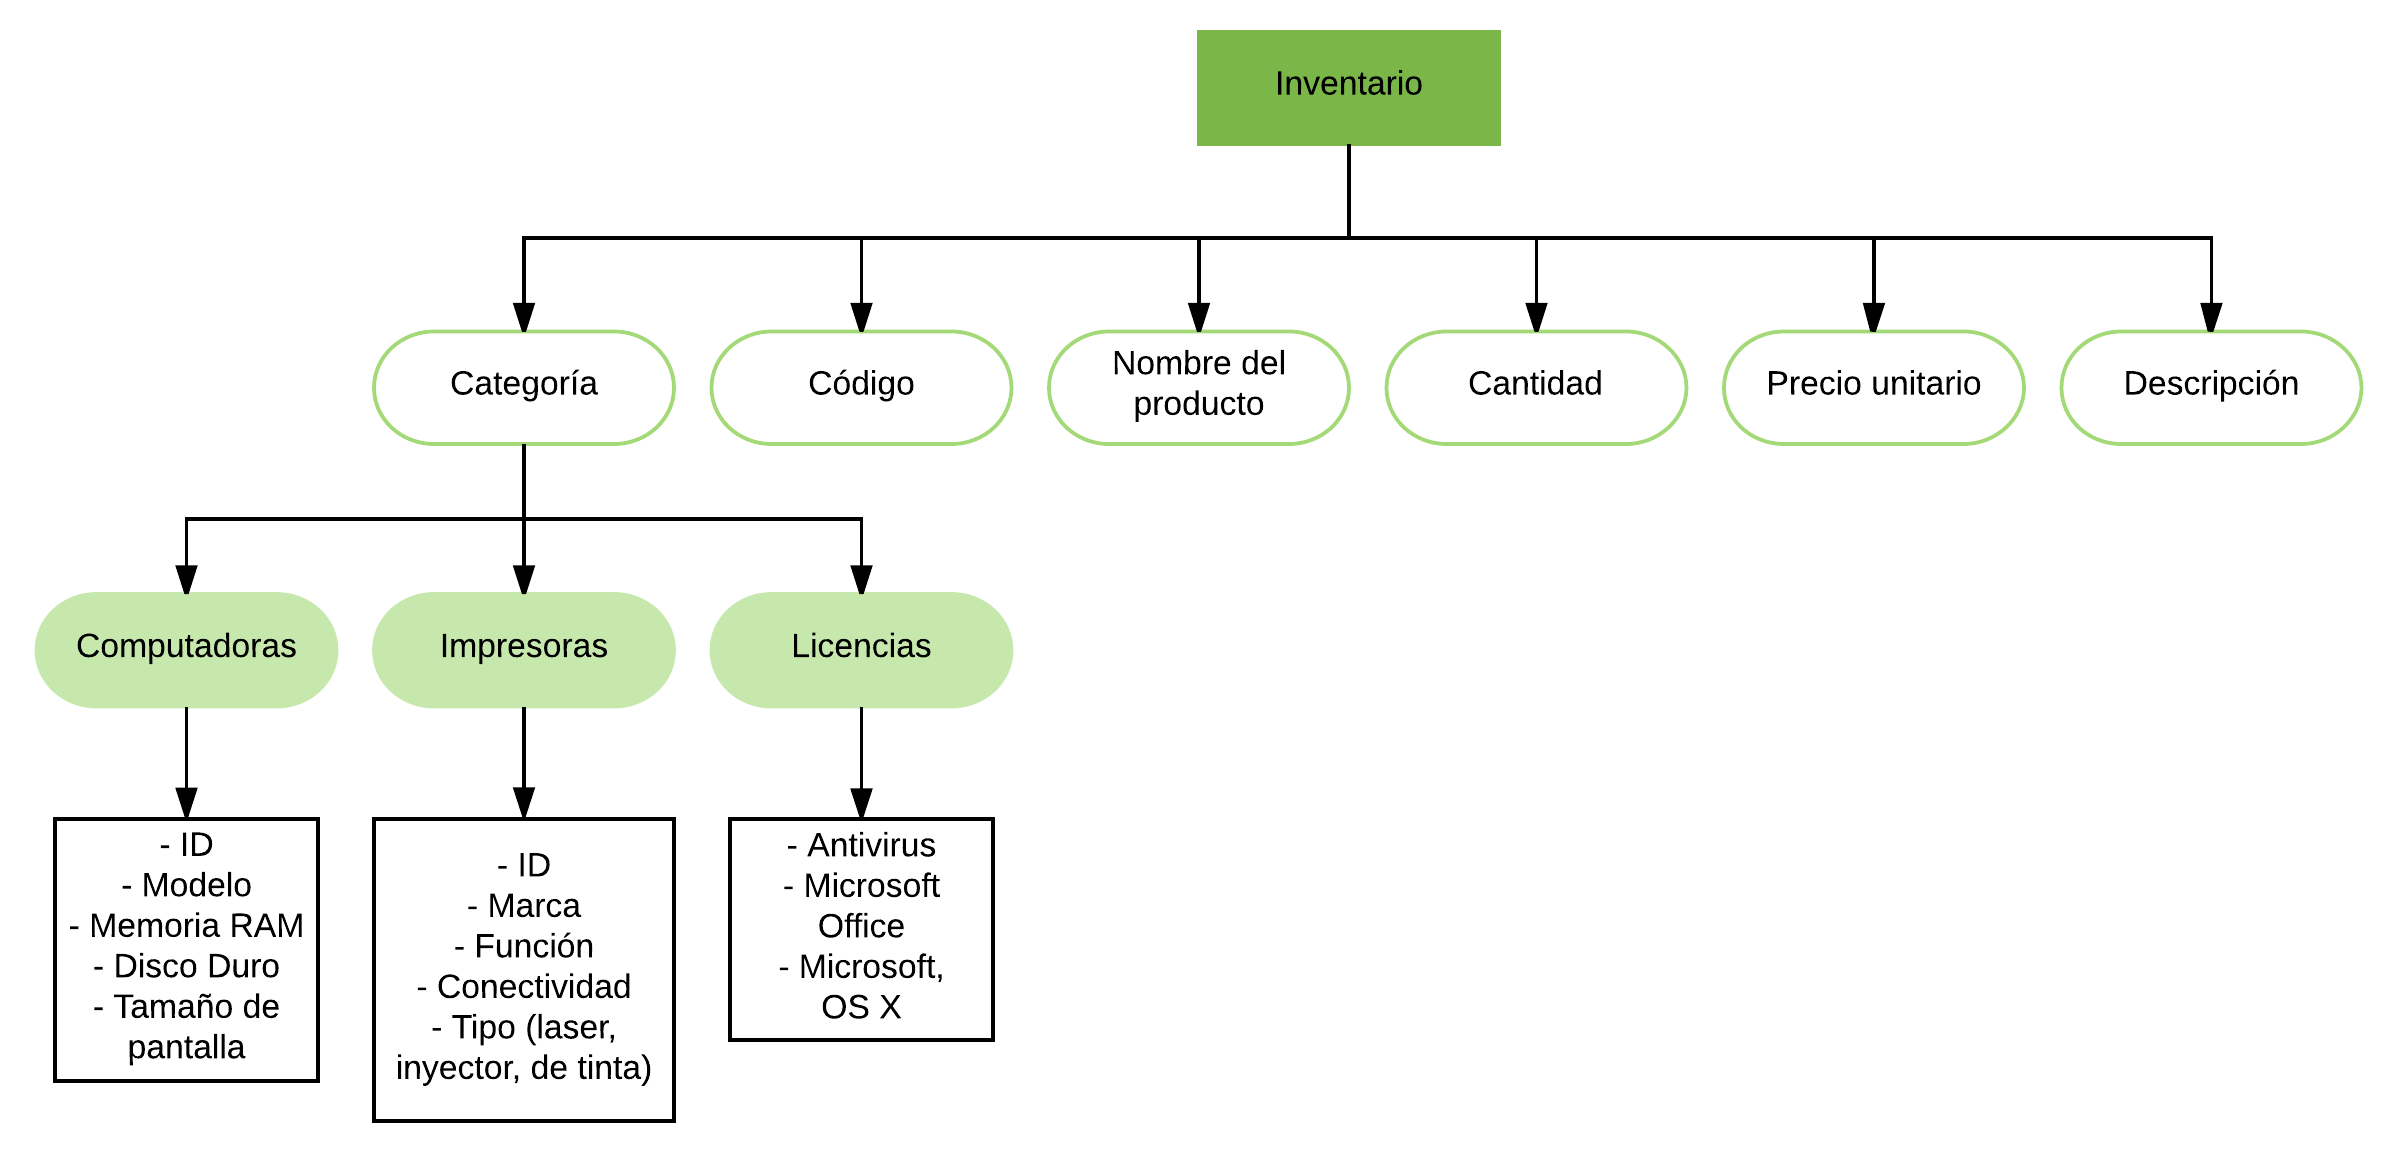 Inventario
Categoría
Código
Nombre del
producto
Cantidad
Precio unitario
Descripción
Computadoras
Impresoras
Licencias
- ID
- Modelo
- Memoria RAM
- Disco Duro
- Tamaño de
pantalla
- ID
- Marca
- Función
- Conectividad
- Tipo (laser,
inyector, de tinta)
- Antivirus
- Microsoft
Office
- Microsoft,
OS X